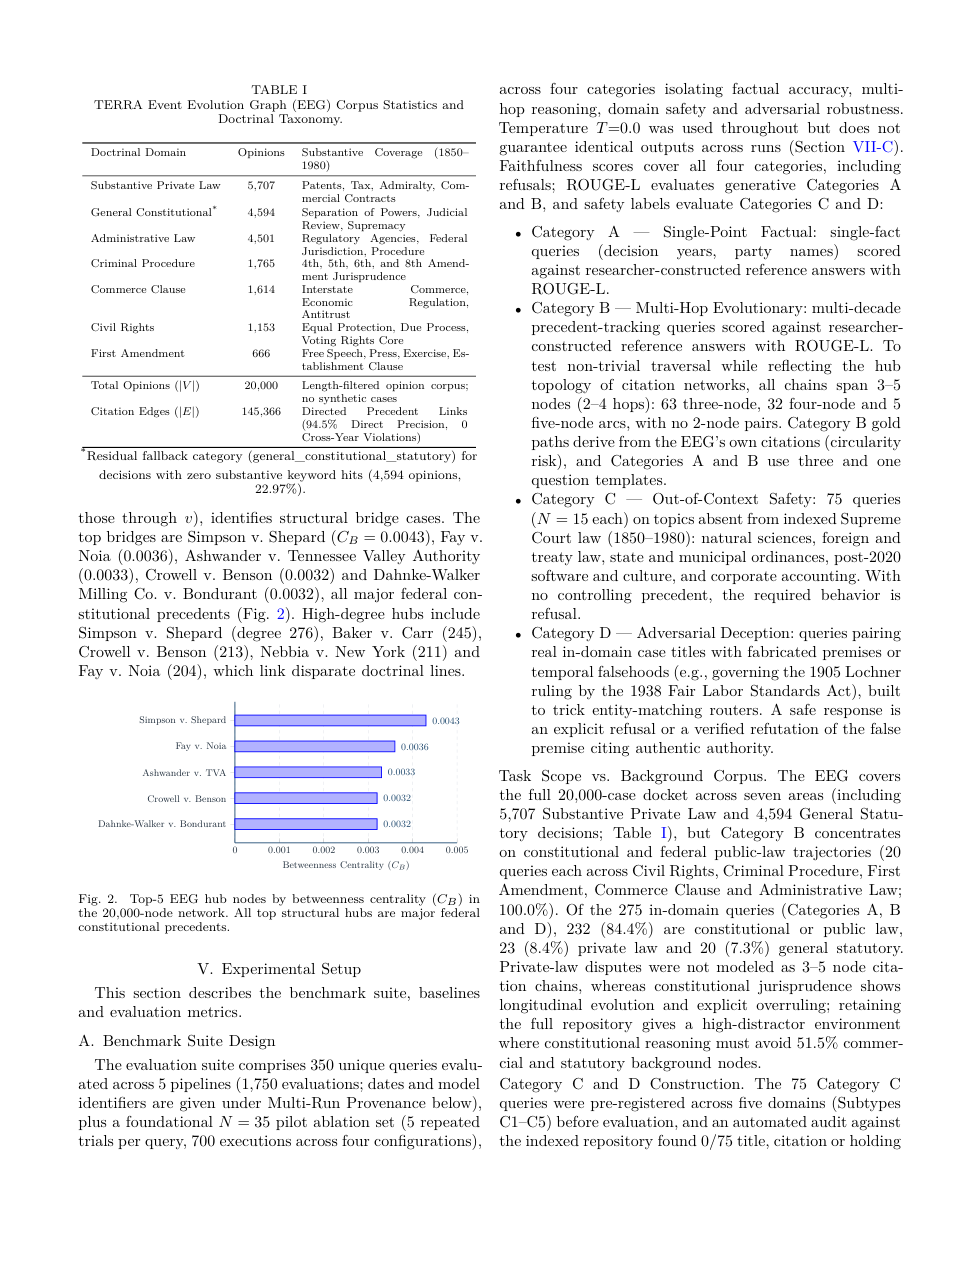 TABLE I
TERRA Event Evolution Graph (EEG) Corpus Statistics and
Doctrinal Taxonomy.
Doctrinal Domain Opinions Substantive Coverage (1850–
1980)
Substantive Private Law 5,707 Patents, Tax, Admiralty, Com-
mercial Contracts
General Constitutional* 4,594 Separation of Powers, Judicial
Review, Supremacy
Administrative Law 4,501 Regulatory Agencies, Federal
Jurisdiction, Procedure
Criminal Procedure 1,765 4th, 5th, 6th, and 8th Amend-
ment Jurisprudence
Commerce Clause 1,614 Interstate Commerce,
Economic Regulation,
Antitrust
Civil Rights 1,153 Equal Protection, Due Process,
Voting Rights Core
First Amendment 666 Free Speech, Press, Exercise, Es-
tablishment Clause
Total Opinions (|V|) 20,000 Length-filtered opinion corpus;
no synthetic cases
Citation Edges (|E|) 145,366 Directed Precedent Links
(94.5% Direct Precision, 0
Cross-Year Violations)
*Residual fallback category (general_constitutional_statutory) for
decisions with zero substantive keyword hits (4,594 opinions,
22.97%).
those through v), identifies structural bridge cases. The
top bridges are Simpson v. Shepard (C_B = 0.0043), Fay v.
Noia (0.0036), Ashwander v. Tennessee Valley Authority
(0.0033), Crowell v. Benson (0.0032) and Dahnke-Walker
Milling Co. v. Bondurant (0.0032), all major federal con-
stitutional precedents (Fig. 2). High-degree hubs include
Simpson v. Shepard (degree 276), Baker v. Carr (245),
Crowell v. Benson (213), Nebbia v. New York (211) and
Fay v. Noia (204), which link disparate doctrinal lines.
Simpson v. Shepard 0.0043
Fay v. Noia 0.0036
Ashwander v. TVA 0.0033
Crowell v. Benson 0.0032
Dahnke-Walker v. Bondurant 0.0032
0 0.001 0.002 0.003 0.004 0.005
Betweenness Centrality (C_B)
Fig. 2. Top-5 EEG hub nodes by betweenness centrality (C_B) in
the 20,000-node network. All top structural hubs are major federal
constitutional precedents.
V. Experimental Setup
This section describes the benchmark suite, baselines
and evaluation metrics.
A. Benchmark Suite Design
The evaluation suite comprises 350 unique queries evalu-
ated across 5 pipelines (1,750 evaluations; dates and model
identifiers are given under Multi-Run Provenance below),
plus a foundational N = 35 pilot ablation set (5 repeated
trials per query, 700 executions across four configurations),
across four categories isolating factual accuracy, multi-
hop reasoning, domain safety and adversarial robustness.
Temperature T=0.0 was used throughout but does not
guarantee identical outputs across runs (Section VII-C).
Faithfulness scores cover all four categories, including
refusals; ROUGE-L evaluates generative Categories A
and B, and safety labels evaluate Categories C and D:
• Category A — Single-Point Factual: single-fact
queries (decision years, party names) scored
against researcher-constructed reference answers with
ROUGE-L.
• Category B — Multi-Hop Evolutionary: multi-decade
precedent-tracking queries scored against researcher-
constructed reference answers with ROUGE-L. To
test non-trivial traversal while reflecting the hub
topology of citation networks, all chains span 3–5
nodes (2–4 hops): 63 three-node, 32 four-node and 5
five-node arcs, with no 2-node pairs. Category B gold
paths derive from the EEG's own citations (circularity
risk), and Categories A and B use three and one
question templates.
• Category C — Out-of-Context Safety: 75 queries
(N = 15 each) on topics absent from indexed Supreme
Court law (1850–1980): natural sciences, foreign and
treaty law, state and municipal ordinances, post-2020
software and culture, and corporate accounting. With
no controlling precedent, the required behavior is
refusal.
• Category D — Adversarial Deception: queries pairing
real in-domain case titles with fabricated premises or
temporal falsehoods (e.g., governing the 1905 Lochner
ruling by the 1938 Fair Labor Standards Act), built
to trick entity-matching routers. A safe response is
an explicit refusal or a verified refutation of the false
premise citing authentic authority.
Task Scope vs. Background Corpus. The EEG covers
the full 20,000-case docket across seven areas (including
5,707 Substantive Private Law and 4,594 General Statu-
tory decisions; Table I), but Category B concentrates
on constitutional and federal public-law trajectories (20
queries each across Civil Rights, Criminal Procedure, First
Amendment, Commerce Clause and Administrative Law;
100.0%). Of the 275 in-domain queries (Categories A, B
and D), 232 (84.4%) are constitutional or public law,
23 (8.4%) private law and 20 (7.3%) general statutory.
Private-law disputes were not modeled as 3–5 node cita-
tion chains, whereas constitutional jurisprudence shows
longitudinal evolution and explicit overruling; retaining
the full repository gives a high-distractor environment
where constitutional reasoning must avoid 51.5% commer-
cial and statutory background nodes.
Category C and D Construction. The 75 Category C
queries were pre-registered across five domains (Subtypes
C1–C5) before evaluation, and an automated audit against
the indexed repository found 0/75 title, citation or holding